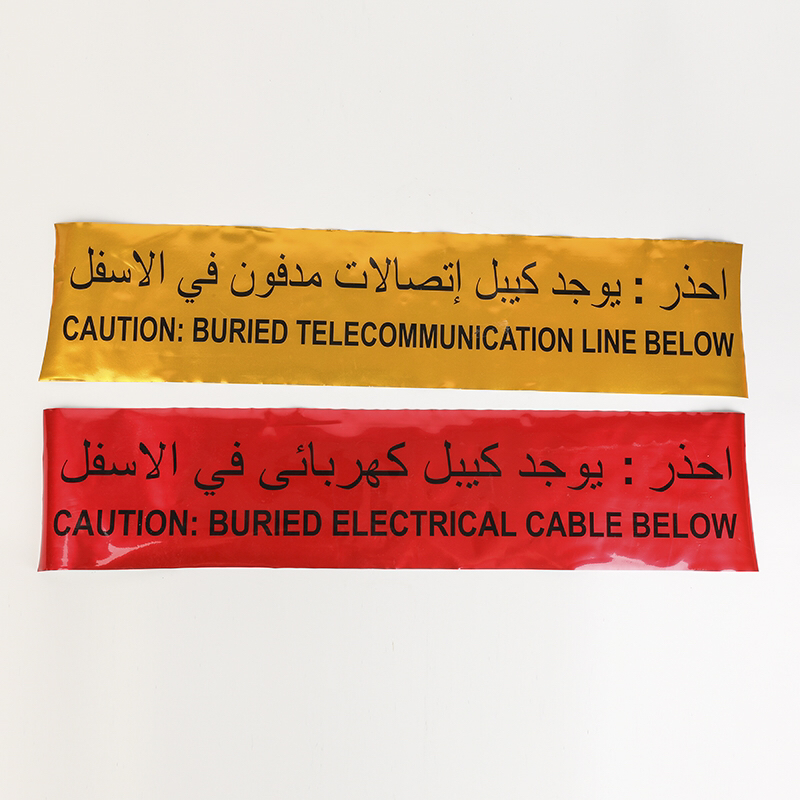 احذر : يوجد كيبل إتصالات مدفون في الاسفل
CAUTION: BURIED TELECOMMUNICATION LINE BELOW
احذر : يوجد كيبل كهربائى في الاسفل
CAUTION: BURIED ELECTRICAL CABLE BELOW